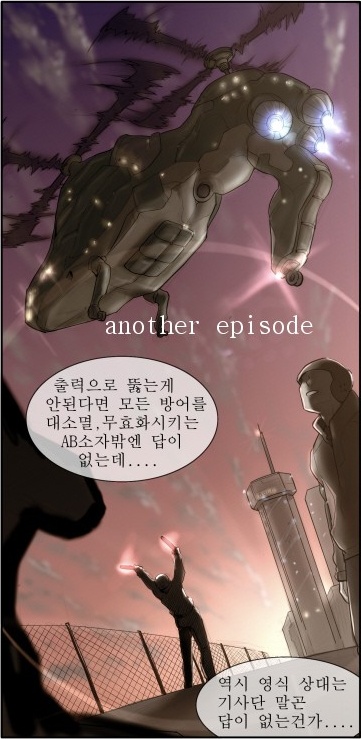 another episode
출력으로 뚫는게
안된다면 모든 방어를
대소멸,무효화시키는
AB소자밖엔 답이
없는데....
역시 영식 상대는
기사단 말곤
답이 없는건가....